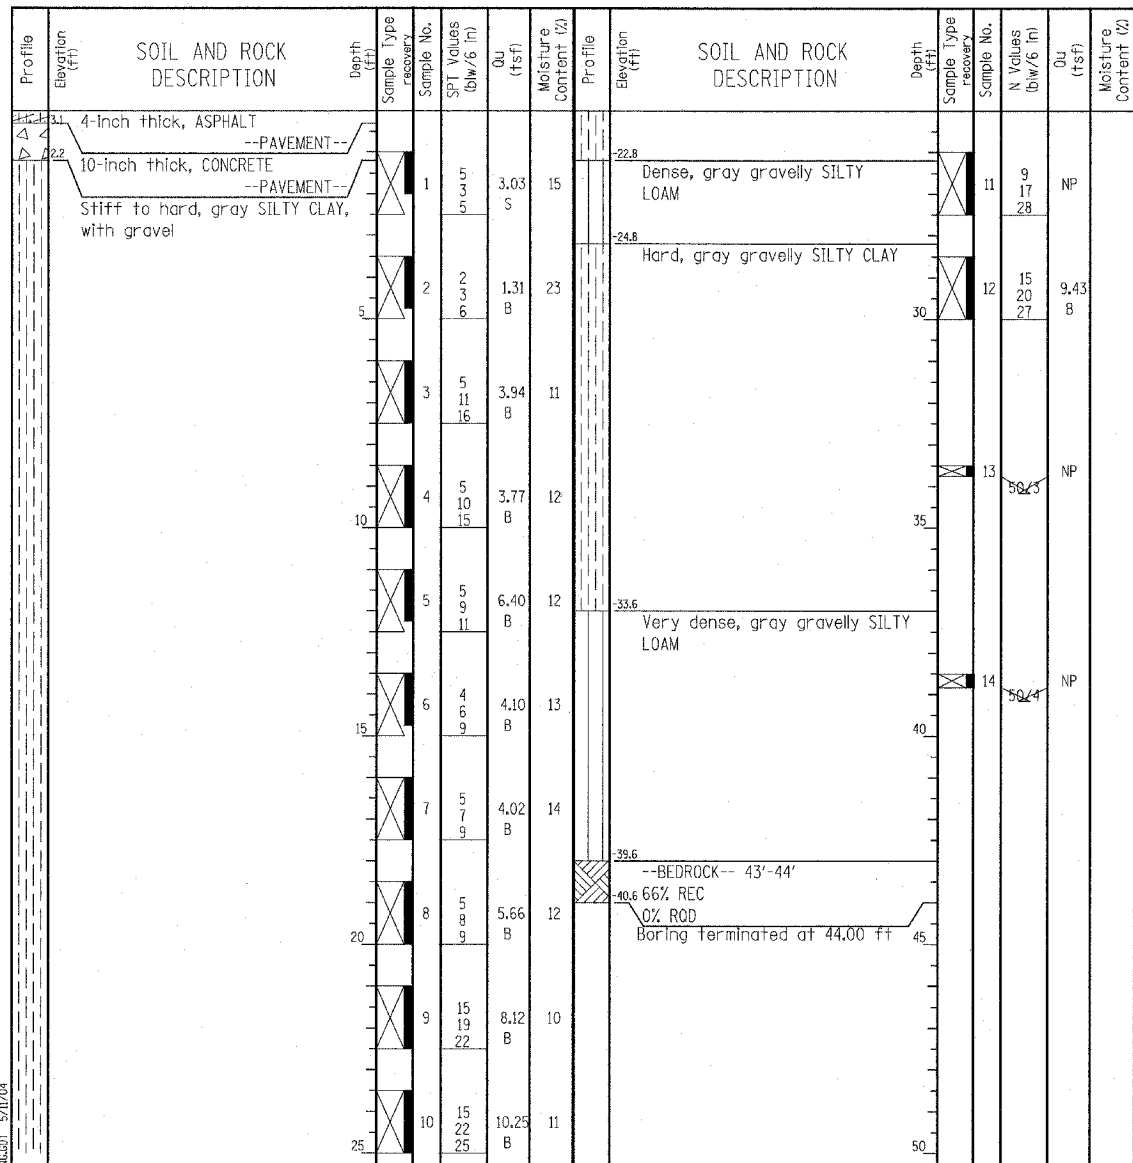 Profile
Elevation (ft)
SOIL AND ROCK DESCRIPTION
Depth (ft)
Sample Type recovery
Sample No.
SPT Values (blw/6 in)
Qu (tsf)
Moisture Content (%)
Profile
Elevation (ft)
SOIL AND ROCK DESCRIPTION
Depth (ft)
Sample Type recovery
Sample No.
N Values (blw/6 in)
Qu (tsf)
Moisture Content (%)
3.1 4-inch thick, ASPHALT
--PAVEMENT--
2.2 10-inch thick, CONCRETE
--PAVEMENT--
Stiff to hard, gray SILTY CLAY,
with gravel
1 5 3 5 3.03 S 15
2 2 3 6 1.31 B 23
5
3 5 11 16 3.94 B 11
4 5 10 15 3.77 B 12
10
5 5 9 11 6.40 B 12
6 4 6 9 4.10 B 13
15
7 5 7 9 4.02 B 14
8 5 8 9 5.66 B 12
20
9 15 19 22 8.12 B 10
10 15 22 25 10.25 B 11
25
-22.8
Dense, gray gravelly SILTY
LOAM
11 9 17 28 NP
-24.8
Hard, gray gravelly SILTY CLAY
12 15 20 27 9.43 B
30
13 50/3 NP
35
-33.6
Very dense, gray gravelly SILTY
LOAM
14 50/4 NP
40
-39.6
--BEDROCK-- 43'-44'
-40.6 66% REC
0% RQD
Boring terminated at 44.00 ft
45
50
5/11/04